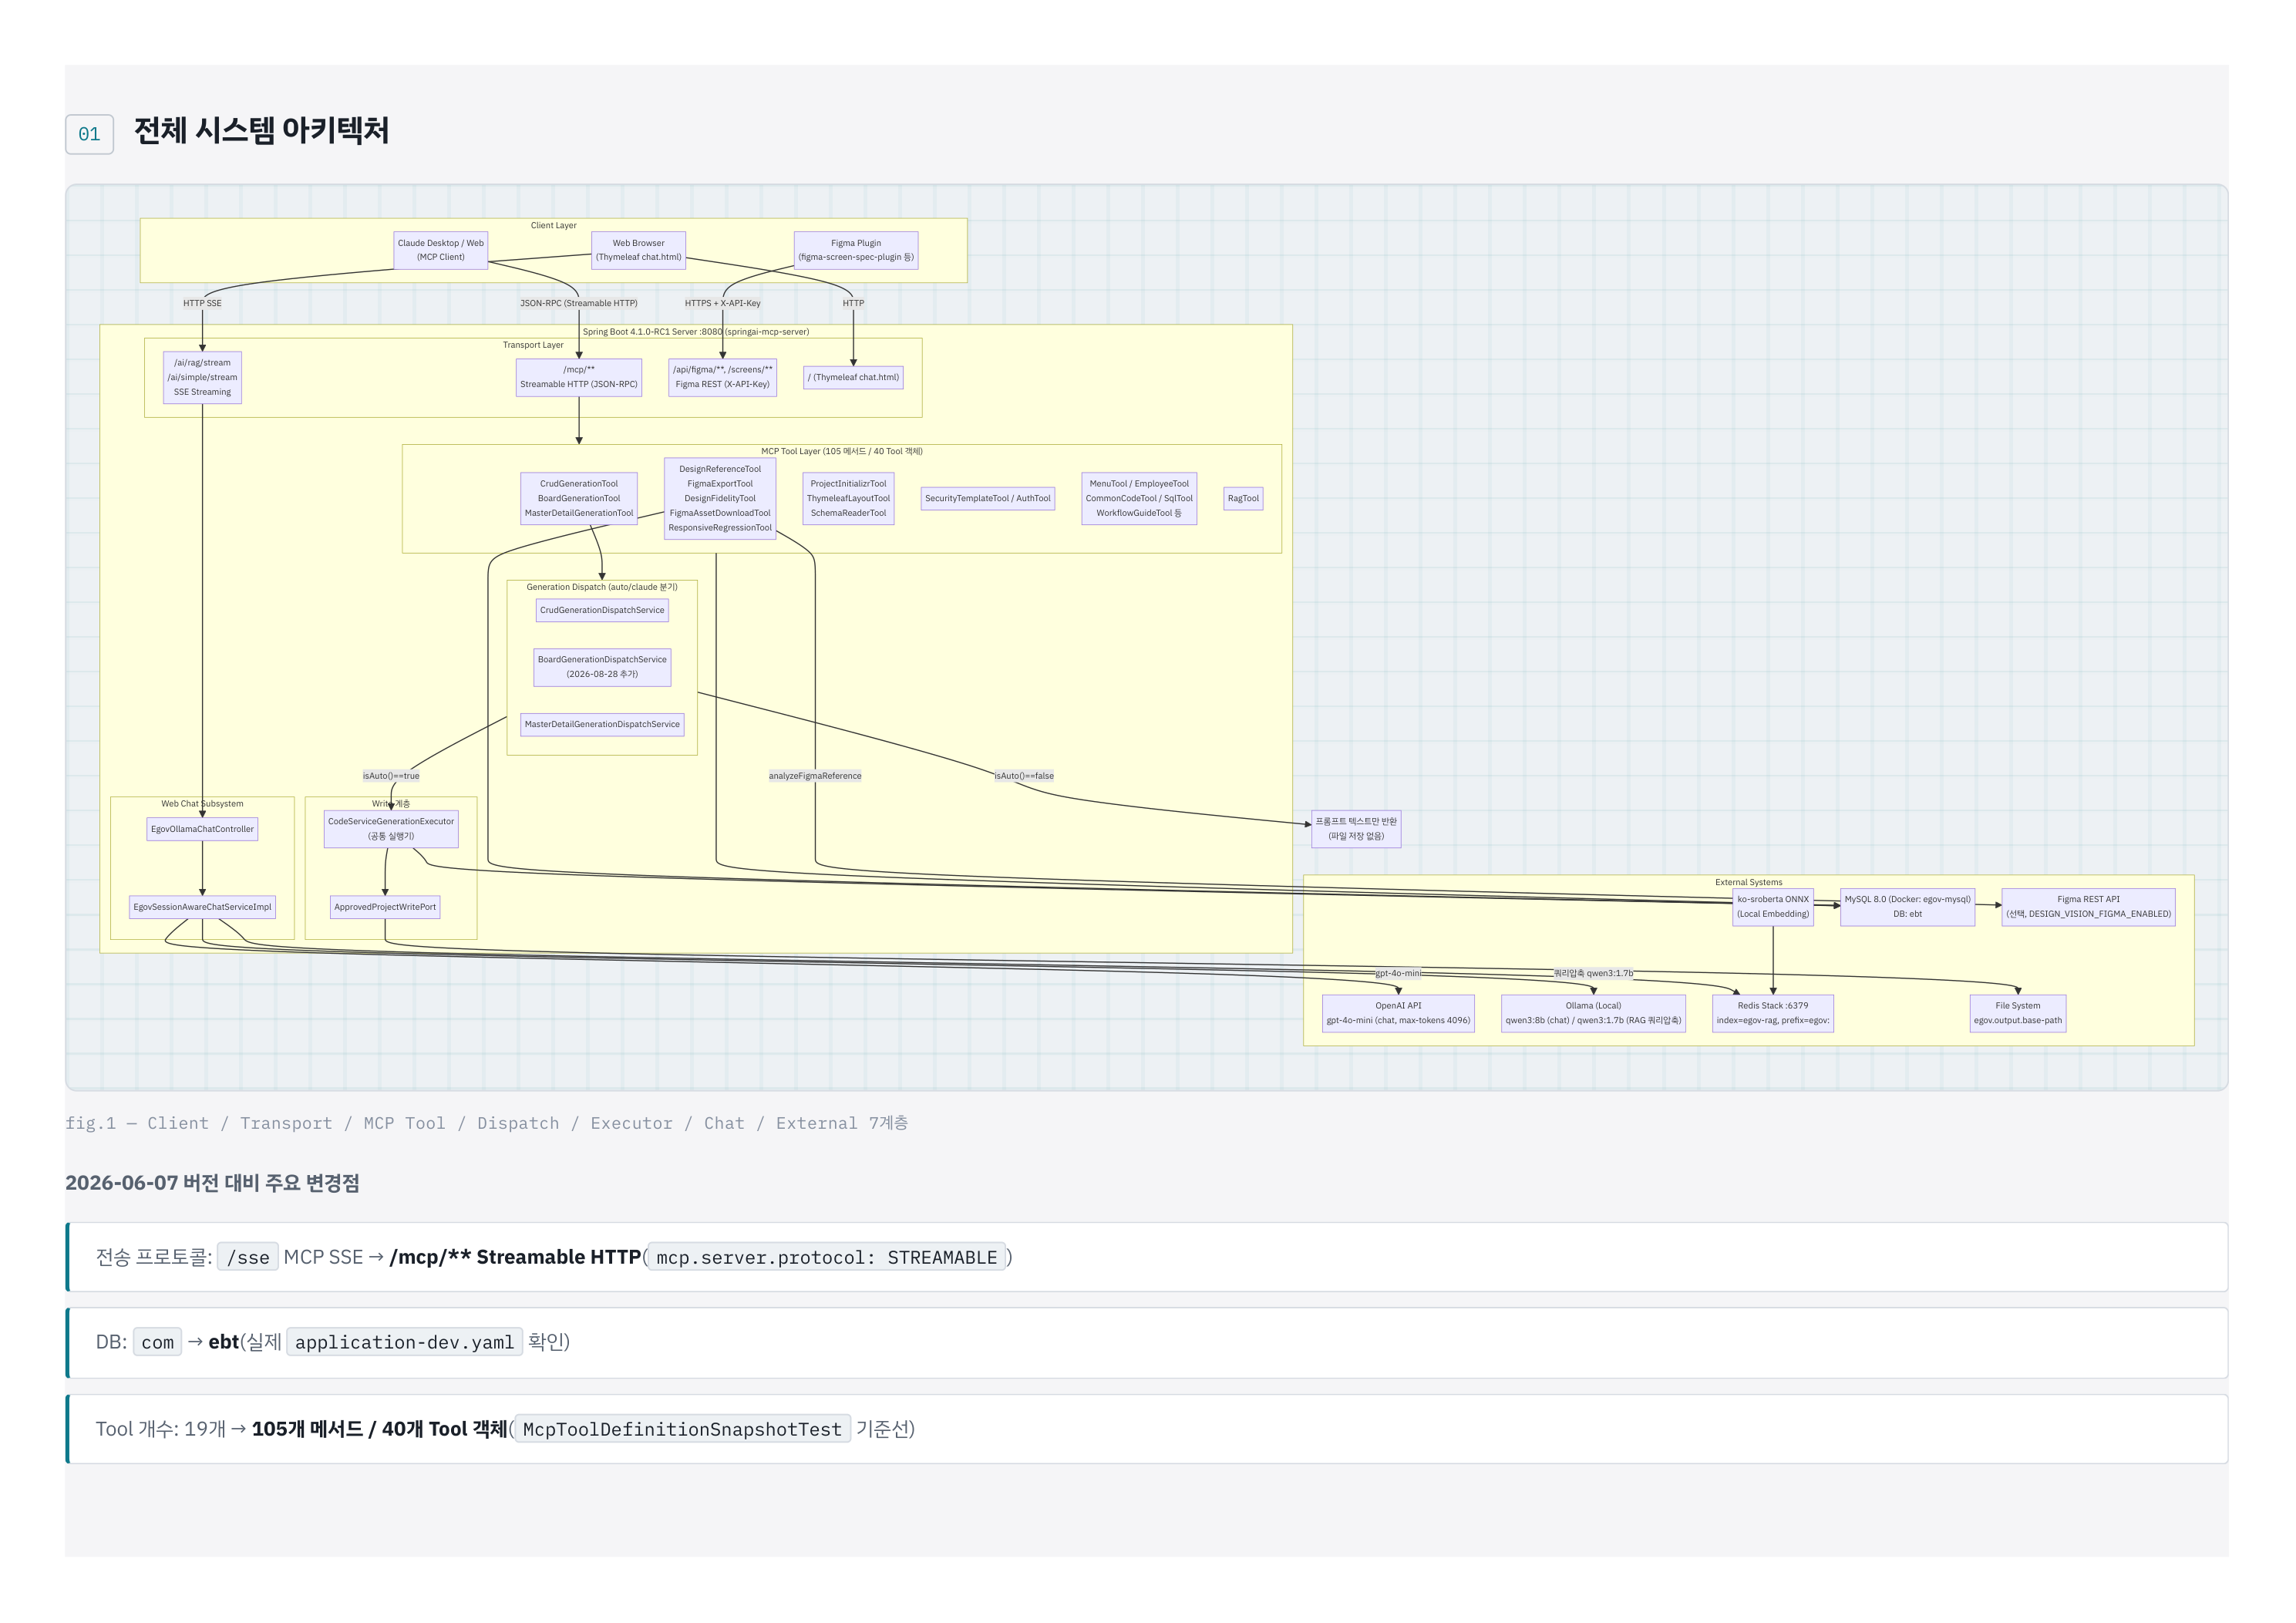 01 전체 시스템 아키텍처
Client Layer
Claude Desktop / Web
(MCP Client)
Web Browser
(Thymeleaf chat.html)
Figma Plugin
(figma-screen-spec-plugin 등)
HTTP SSE
JSON-RPC (Streamable HTTP)
HTTPS + X-API-Key
HTTP
Spring Boot 4.1.0-RC1 Server :8080 (springai-mcp-server)
Transport Layer
/ai/rag/stream
/ai/simple/stream
SSE Streaming
/mcp/**
Streamable HTTP (JSON-RPC)
/api/figma/**, /screens/**
Figma REST (X-API-Key)
/ (Thymeleaf chat.html)
MCP Tool Layer (105 메서드 / 40 Tool 객체)
CrudGenerationTool
BoardGenerationTool
MasterDetailGenerationTool
DesignReferenceTool
FigmaExportTool
DesignFidelityTool
FigmaAssetDownloadTool
ResponsiveRegressionTool
ProjectInitializrTool
ThymeleafLayoutTool
SchemaReaderTool
SecurityTemplateTool / AuthTool
MenuTool / EmployeeTool
CommonCodeTool / SqlTool
WorkflowGuideTool 등
RagTool
Generation Dispatch (auto/claude 분기)
CrudGenerationDispatchService
BoardGenerationDispatchService
(2026-08-28 추가)
MasterDetailGenerationDispatchService
isAuto()==true
analyzeFigmaReference
isAuto()==false
Web Chat Subsystem
EgovOllamaChatController
EgovSessionAwareChatServiceImpl
Write 계층
CodeServiceGenerationExecutor
(공통 실행기)
ApprovedProjectWritePort
프롬프트 텍스트만 반환
(파일 저장 없음)
External Systems
ko-sroberta ONNX
(Local Embedding)
MySQL 8.0 (Docker: egov-mysql)
DB: ebt
Figma REST API
(선택, DESIGN_VISION_FIGMA_ENABLED)
gpt-4o-mini
쿼리압축 qwen3:1.7b
OpenAI API
gpt-4o-mini (chat, max-tokens 4096)
Ollama (Local)
qwen3:8b (chat) / qwen3:1.7b (RAG 쿼리압축)
Redis Stack :6379
index=egov-rag, prefix=egov:
File System
egov.output.base-path
fig.1 — Client / Transport / MCP Tool / Dispatch / Executor / Chat / External 7계층
2026-06-07 버전 대비 주요 변경점
전송 프로토콜: /sse MCP SSE → /mcp/** Streamable HTTP( mcp.server.protocol: STREAMABLE )
DB: com → ebt(실제 application-dev.yaml 확인)
Tool 개수: 19개 → 105개 메서드 / 40개 Tool 객체( McpToolDefinitionSnapshotTest 기준선)